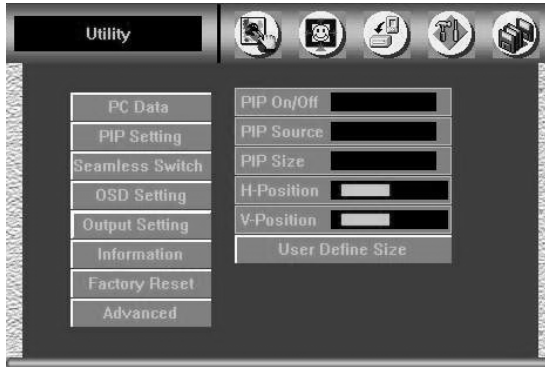 Utility
PC Data
PIP Setting
Seamless Switch
OSD Setting
Output Setting
Information
Factory Reset
Advanced
PIP On/Off
PIP Source
PIP Size
H-Position
V-Position
User Define Size